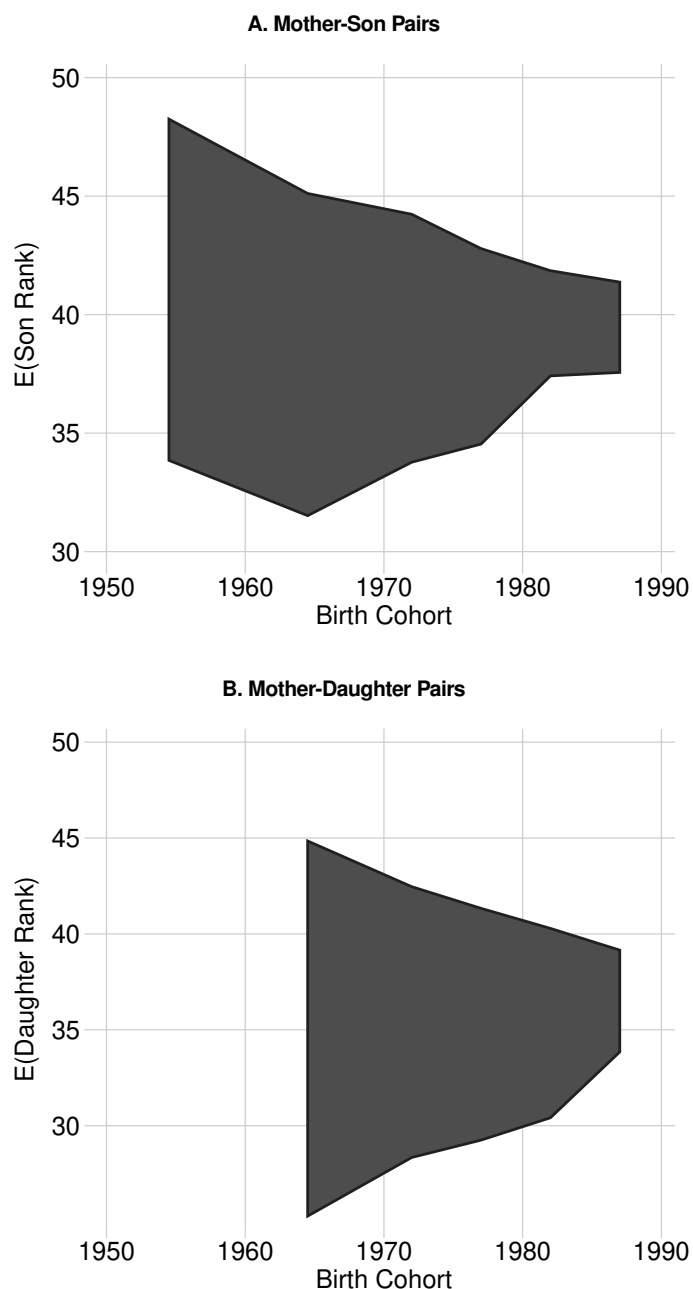 A. Mother-Son Pairs
50
45
40
35
30
E(Son Rank)
1950 1960 1970 1980 1990
Birth Cohort
B. Mother-Daughter Pairs
50
45
40
35
30
E(Daughter Rank)
1950 1960 1970 1980 1990
Birth Cohort